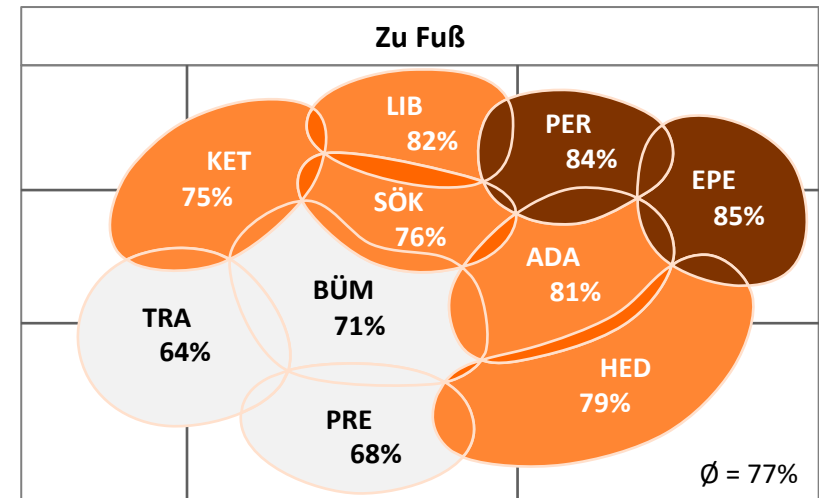 Zu Fuß
LIB
82%
PER
84%
KET
75%
EPE
85%
SÖK
76%
ADA
81%
BÜM
71%
TRA
64%
HED
79%
PRE
68%
Ø = 77%